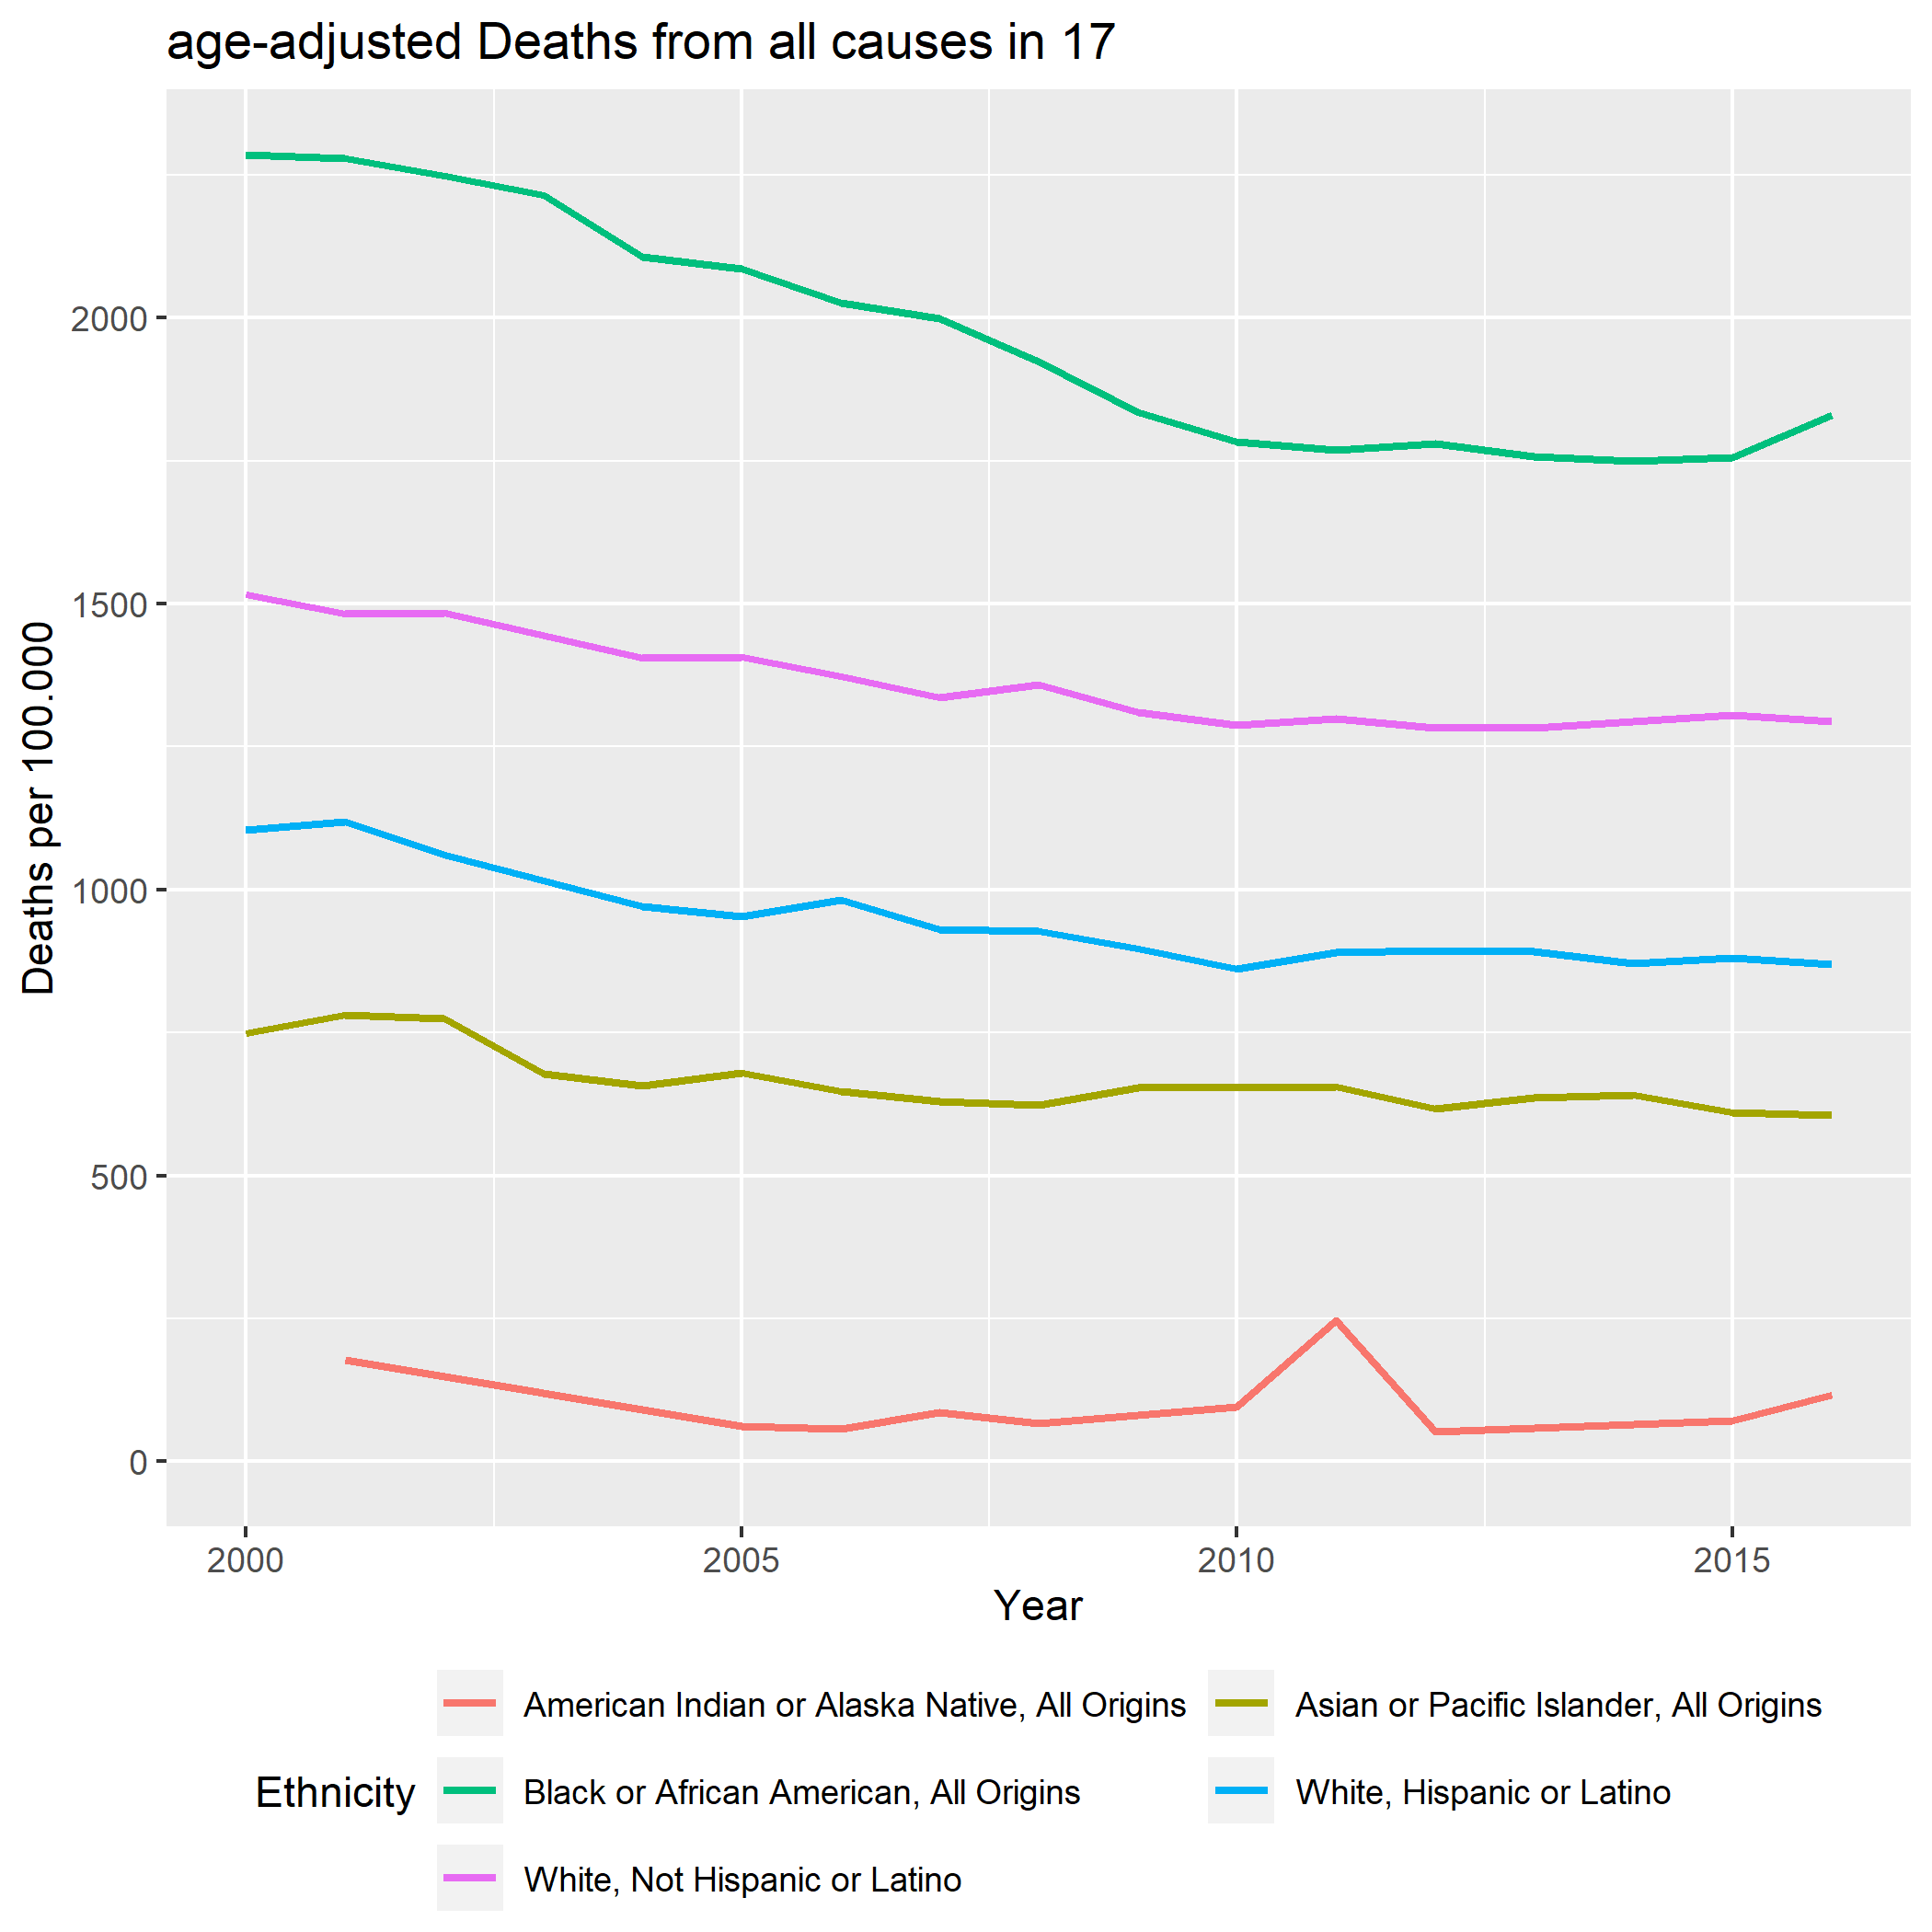 age-adjusted Deaths from all causes in 17
Deaths per 100.000
2000
1500
1000
500
0
2000 2005 2010 2015
Year
Ethnicity
American Indian or Alaska Native, All Origins
Asian or Pacific Islander, All Origins
Black or African American, All Origins
White, Hispanic or Latino
White, Not Hispanic or Latino